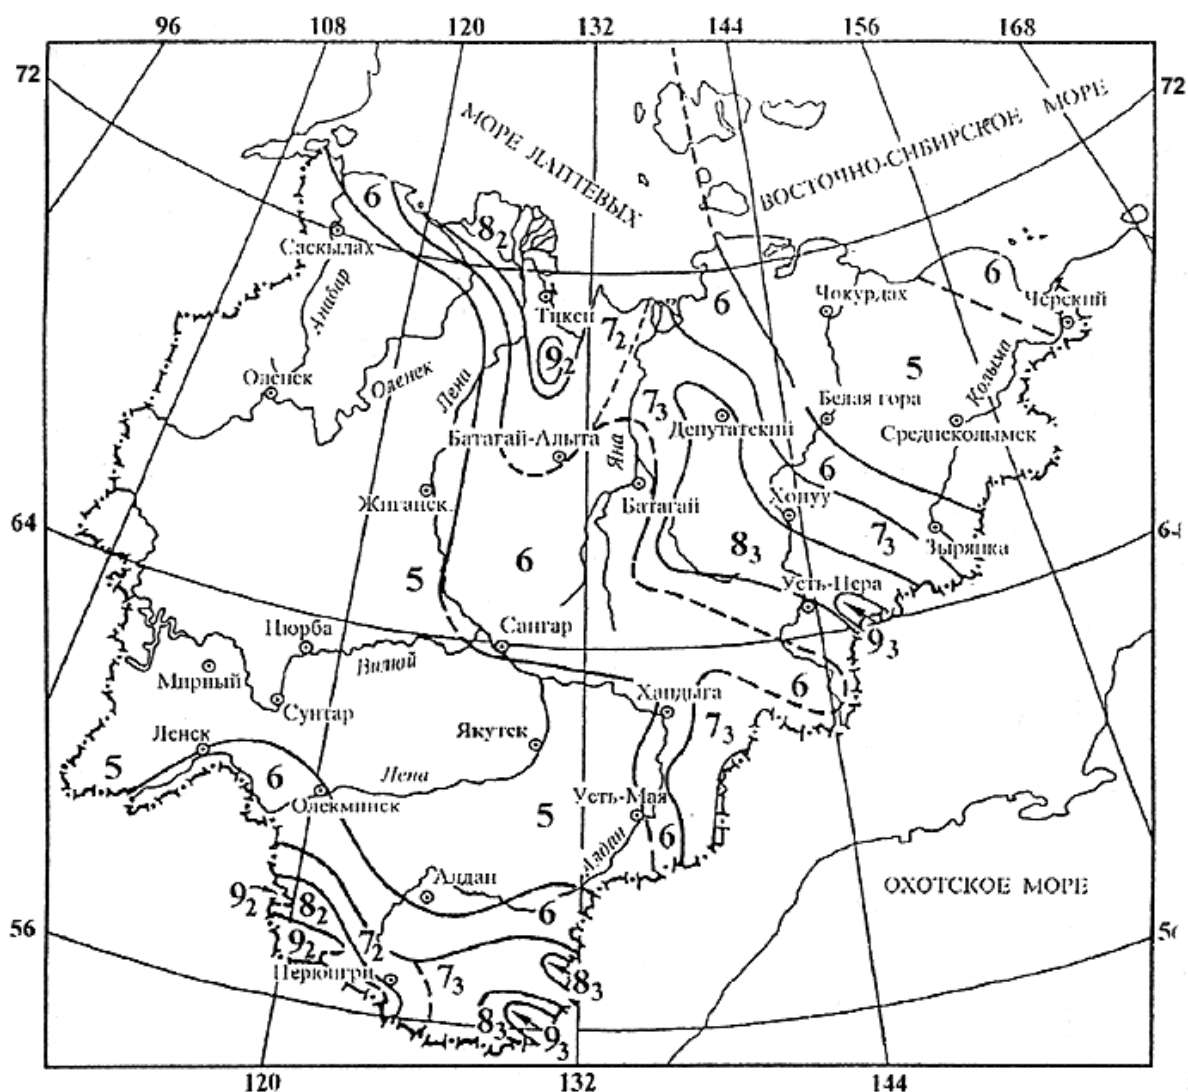 96 108 120 132 144 156 168
72 72
МОРЕ ЛАПТЕВЫХ
ВОСТОЧНО-СИБИРСКОЕ МОРЕ
6
8₂
Саскылах
6
Анабар
Тикси
7₂
6
Чокурдах
Черский
9₂
5
Оленек
Оленек
Лена
7₃
Колыма
Белая гора
Депутатский
Среднеколымск
Батагай-Алыта
Яна
6
Жиганск
Батагай
Хонуу
64 64
7₃
Зырянка
8₃
6
5
Усть-Нера
9₃
Нюрба
Сангар
Вилюй
Мирный
6
Сунтар
Хандыга
7₃
Ленск
Якутск
5
6
Лена
Олекминск
5
Усть-Мая
6
Алдан
Алдан
ОХОТСКОЕ МОРЕ
9₂
8₂
6
56
9₂
7₂
Нерюнгри
7₃
8₃
8₃
9₃
120 132 144